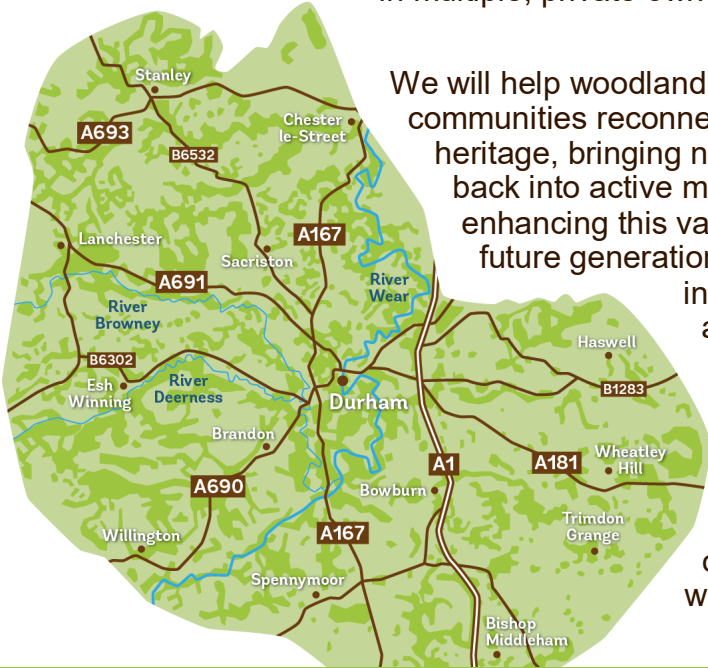 We will help woodland
communities reconne
heritage, bringing n
back into active m
enhancing this va
future generation
in
Stanley
A693
Chester
le-Street
B6532
A167
Lanchester
Sacriston
A691
River
Wear
River
Browney
B6302
Esh
Winning
River
Deerness
Durham
Haswell
B1283
Brandon
A690
A1
A181
Wheatley
Hill
Bowburn
Willington
A167
Trimdon
Grange
Spennymoor
Bishop
Middleham
w